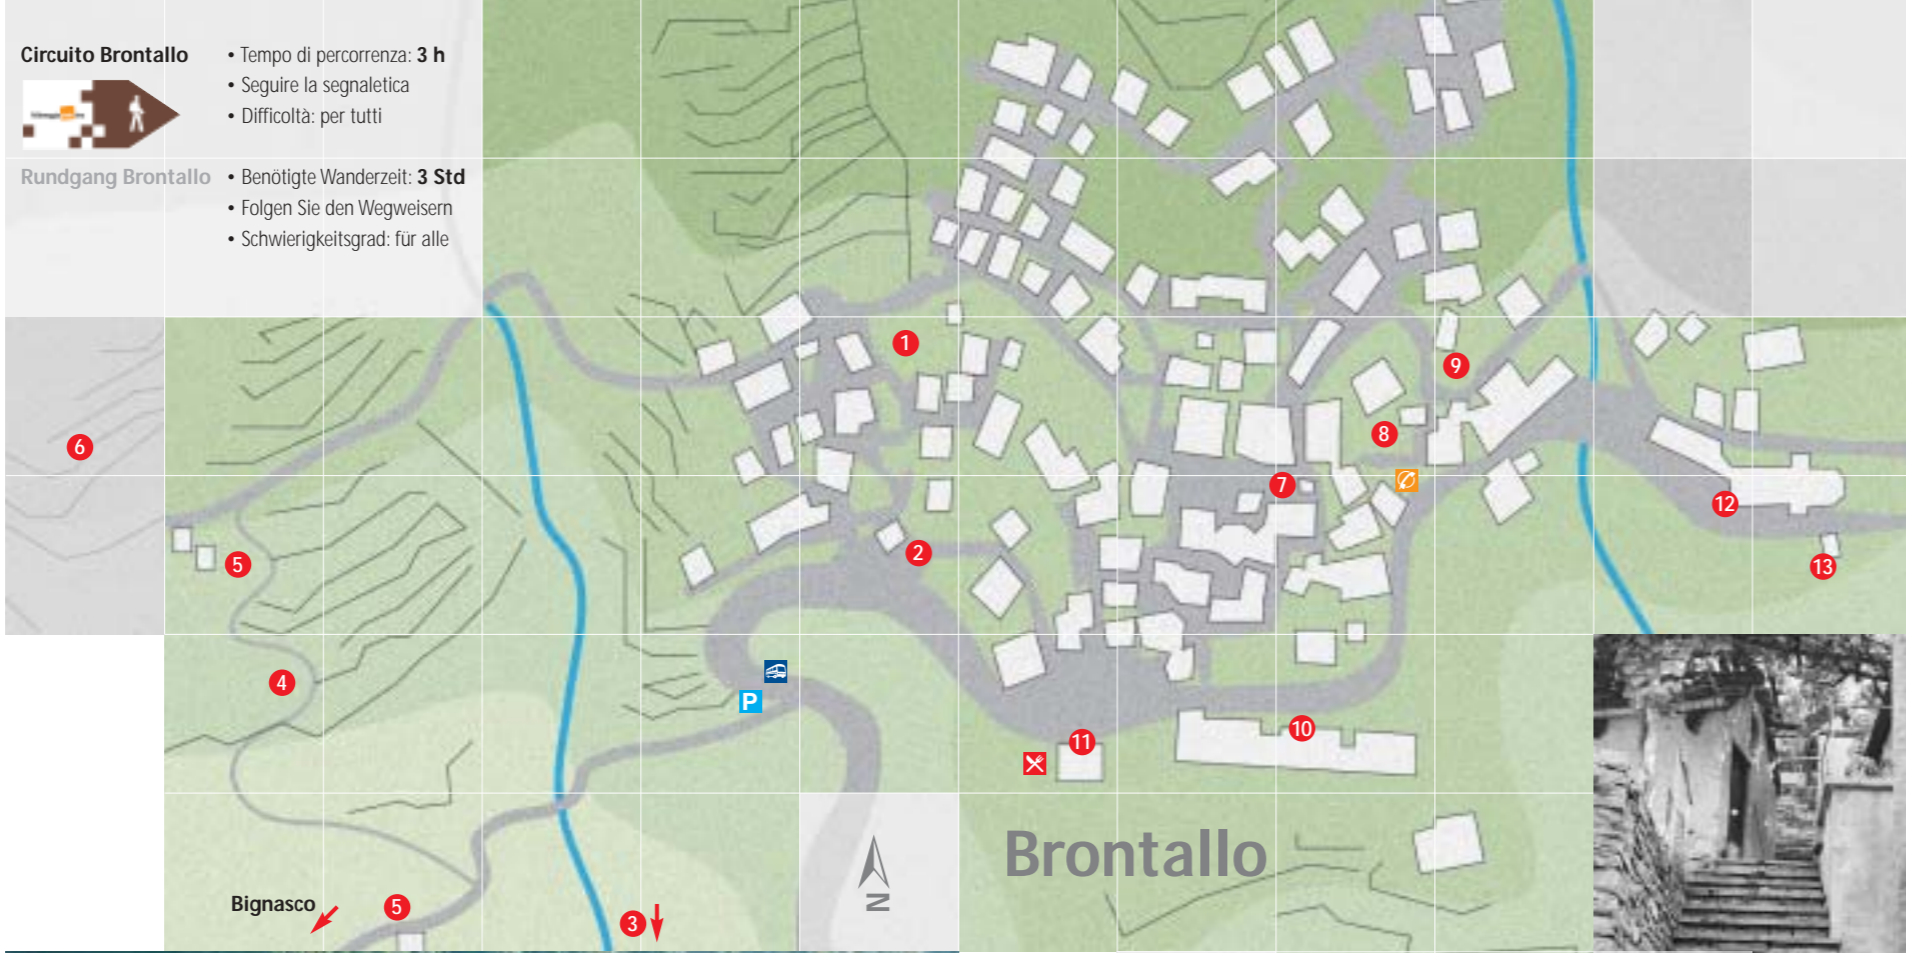 Circuito Brontallo
• Tempo di percorrenza: 3 h
• Seguire la segnaletica
• Difficoltà: per tutti
Rundgang Brontallo
• Benötigte Wanderzeit: 3 Std
• Folgen Sie den Wegweisern
• Schwierigkeitsgrad: für alle
1
9
8
6
7
12
2
5
13
4
P
10
11
Brontallo
N
Bignasco
5
3